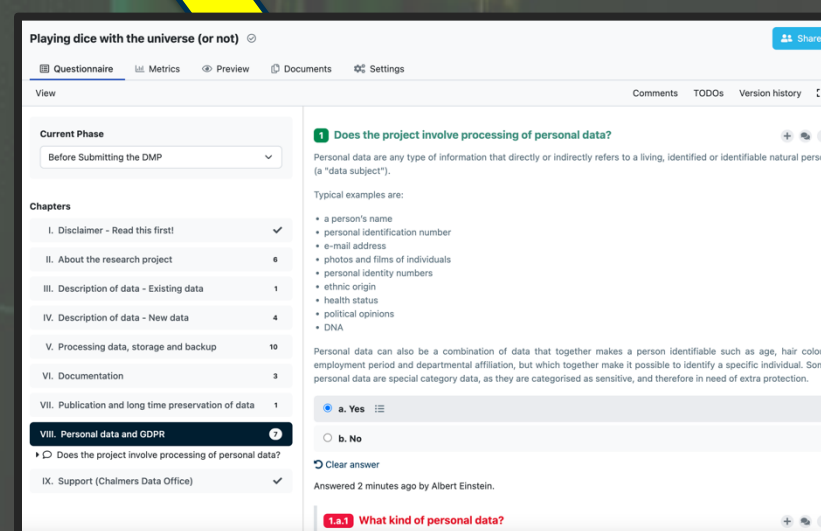 Playing dice with the universe (or not)
Share
Questionnaire Metrics Preview Documents Settings
View Comments TODOs Version history
Current Phase
Before Submitting the DMP
Chapters
I. Disclaimer - Read this first!
II. About the research project 6
III. Description of data - Existing data 1
IV. Description of data - New data 4
V. Processing data, storage and backup 10
VI. Documentation 3
VII. Publication and long time preservation of data 1
VIII. Personal data and GDPR 7
Does the project involve processing of personal data?
IX. Support (Chalmers Data Office)
1 Does the project involve processing of personal data?
Personal data are any type of information that directly or indirectly refers to a living, identified or identifiable natural perso
(a "data subject").
Typical examples are:
• a person's name
• personal identification number
• e-mail address
• photos and films of individuals
• personal identity numbers
• ethnic origin
• health status
• political opinions
• DNA
Personal data can also be a combination of data that together makes a person identifiable such as age, hair colou
employment period and departmental affiliation, but which together make it possible to identify a specific individual. Som
personal data are special category data, as they are categorised as sensitive, and therefore in need of extra protection.
a. Yes
b. No
Clear answer
Answered 2 minutes ago by Albert Einstein.
1.a.1 What kind of personal data?